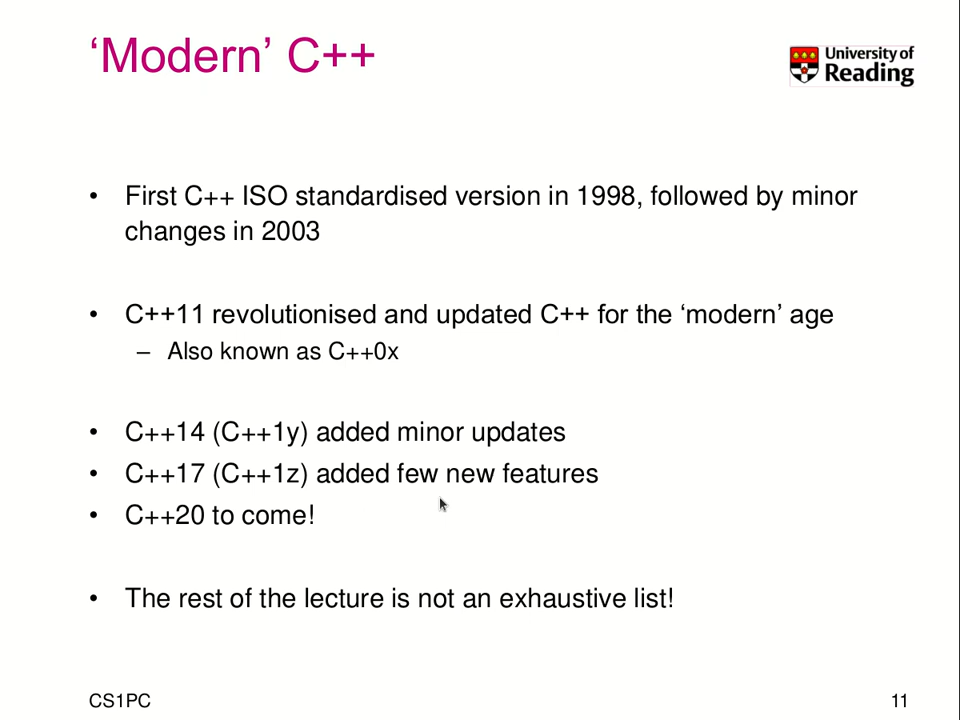 ‘Modern’ C++
University of
Reading
• First C++ ISO standardised version in 1998, followed by minor
changes in 2003
• C++11 revolutionised and updated C++ for the ‘modern’ age
– Also known as C++0x
• C++14 (C++1y) added minor updates
• C++17 (C++1z) added few new features
• C++20 to come!
• The rest of the lecture is not an exhaustive list!
CS1PC
11